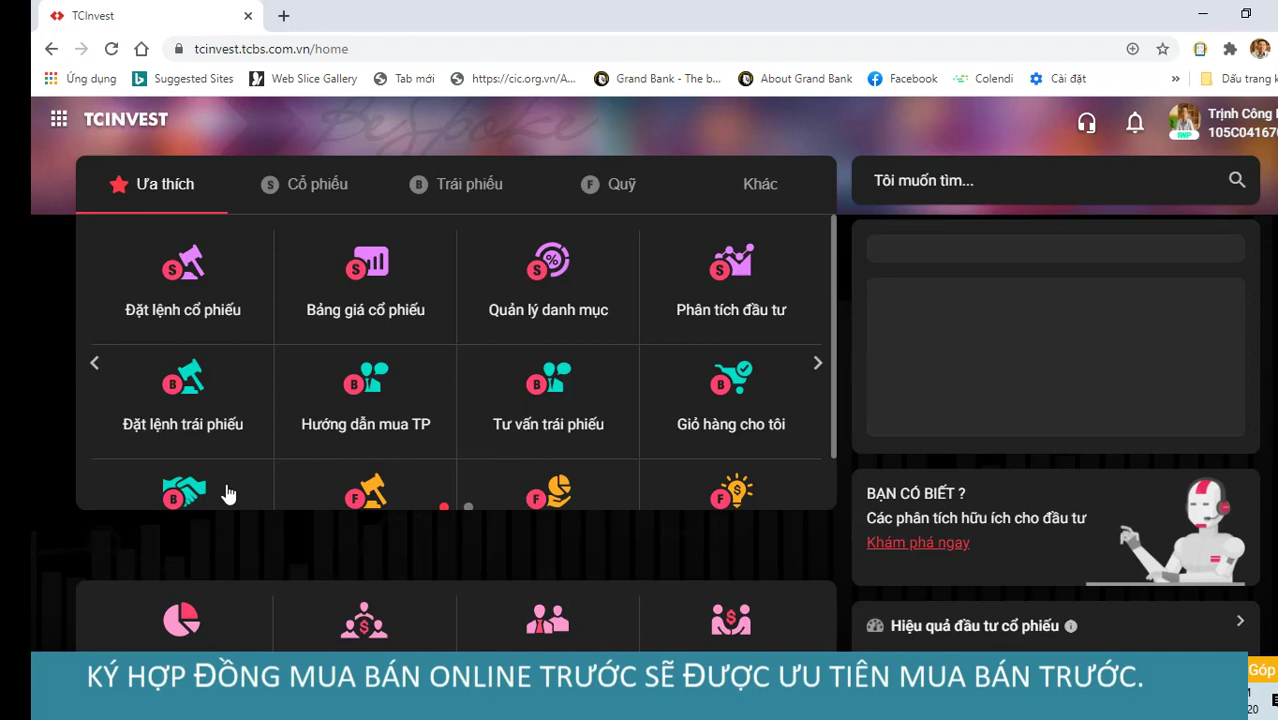 TCInvest
tcinvest.tcbs.com.vn/home
Ứng dụng
Suggested Sites
Web Slice Gallery
Tab mới
https://cic.org.vn/A...
Grand Bank - The b...
About Grand Bank
Facebook
Colendi
Cài đặt
»
Dấu trang k
BeSpoke
TCINVEST
Trịnh Công
105C04167
IWP
Ưa thích
S Cổ phiếu
B Trái phiếu
F Quỹ
Khác
Tôi muốn tìm...
S S % S S
Đặt lệnh cổ phiếu
Bảng giá cổ phiếu
Quản lý danh mục
Phân tích đầu tư
B B B B
Đặt lệnh trái phiếu
Hướng dẫn mua TP
Tư vấn trái phiếu
Giỏ hàng cho tôi
B F F F
BẠN CÓ BIẾT ?
Các phân tích hữu ích cho đầu tư
Khám phá ngay
Hiệu quả đầu tư cổ phiếu
Góp
KÝ HỢP ĐỒNG MUA BÁN ONLINE TRƯỚC SẼ ĐƯỢC ƯU TIÊN MUA BÁN TRƯỚC.
20